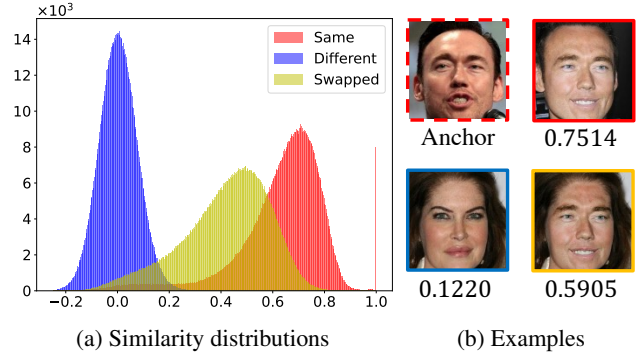 ×10³
14
12
10
8
6
4
2
0
−0.2 0.0 0.2 0.4 0.6 0.8 1.0
Same
Different
Swapped
(a) Similarity distributions
Anchor 0.7514
0.1220 0.5905
(b) Examples